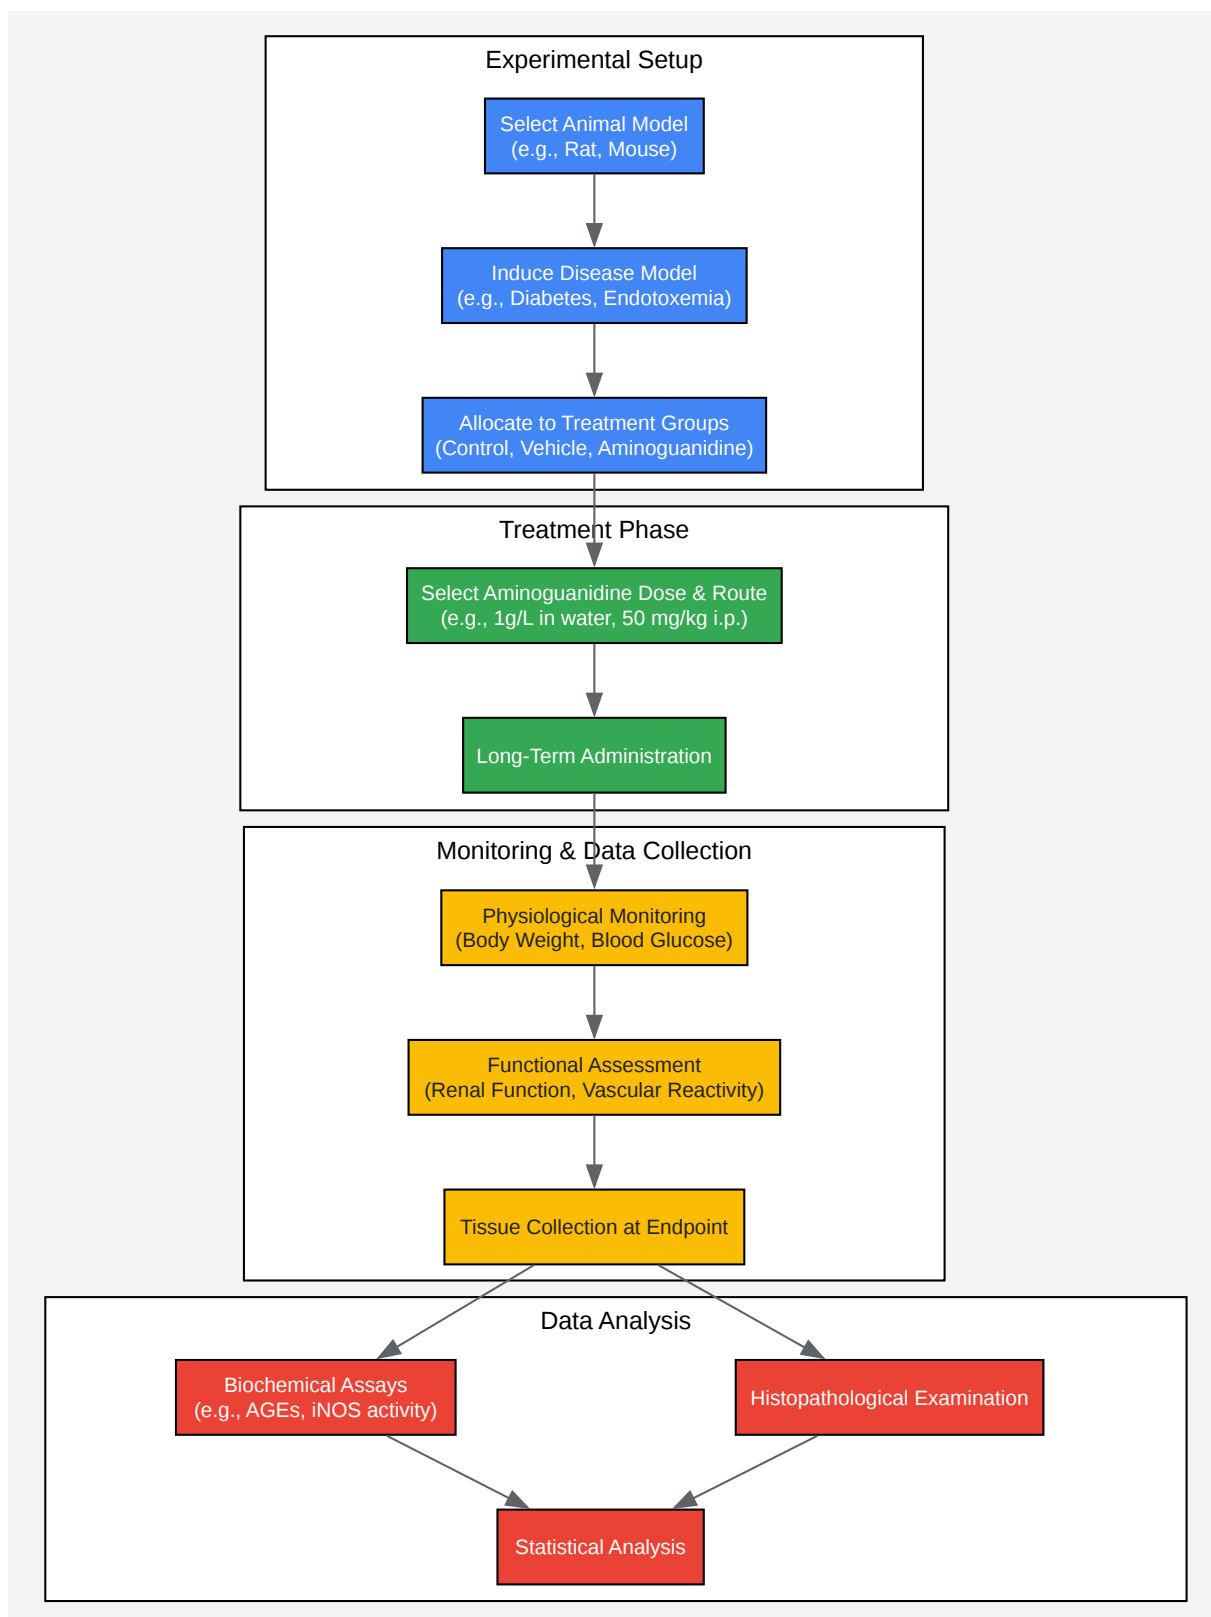 Experimental Setup
Select Animal Model
(e.g., Rat, Mouse)
Induce Disease Model
(e.g., Diabetes, Endotoxemia)
Allocate to Treatment Groups
(Control, Vehicle, Aminoguanidine)
Treatment Phase
Select Aminoguanidine Dose & Route
(e.g., 1g/L in water, 50 mg/kg i.p.)
Long-Term Administration
Monitoring & Data Collection
Physiological Monitoring
(Body Weight, Blood Glucose)
Functional Assessment
(Renal Function, Vascular Reactivity)
Tissue Collection at Endpoint
Data Analysis
Biochemical Assays
(e.g., AGEs, iNOS activity)
Histopathological Examination
Statistical Analysis